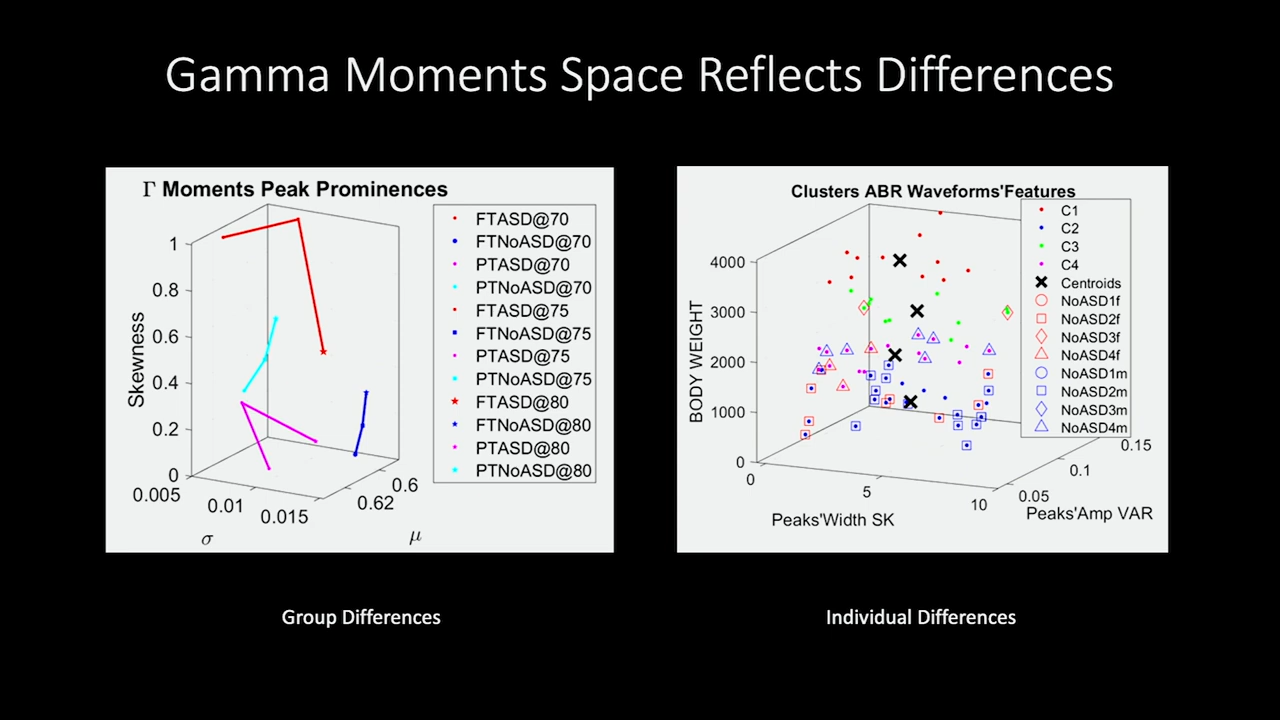 Gamma Moments Space Reflects Differences
Γ Moments Peak Prominences
Skewness
1
0.8
0.6
0.4
0.2
0
0.005
0.01
0.015
σ
0.6
0.62
μ
FTASD@70
FTNoASD@70
PTASD@70
PTNoASD@70
FTASD@75
FTNoASD@75
PTASD@75
PTNoASD@75
FTASD@80
FTNoASD@80
PTASD@80
PTNoASD@80
Group Differences
Clusters ABR Waveforms'Features
BODY WEIGHT
4000
3000
2000
1000
0
0
5
10
Peaks'Width SK
0.05
0.1
0.15
Peaks'Amp VAR
C1
C2
C3
C4
Centroids
NoASD1f
NoASD2f
NoASD3f
NoASD4f
NoASD1m
NoASD2m
NoASD3m
NoASD4m
Individual Differences